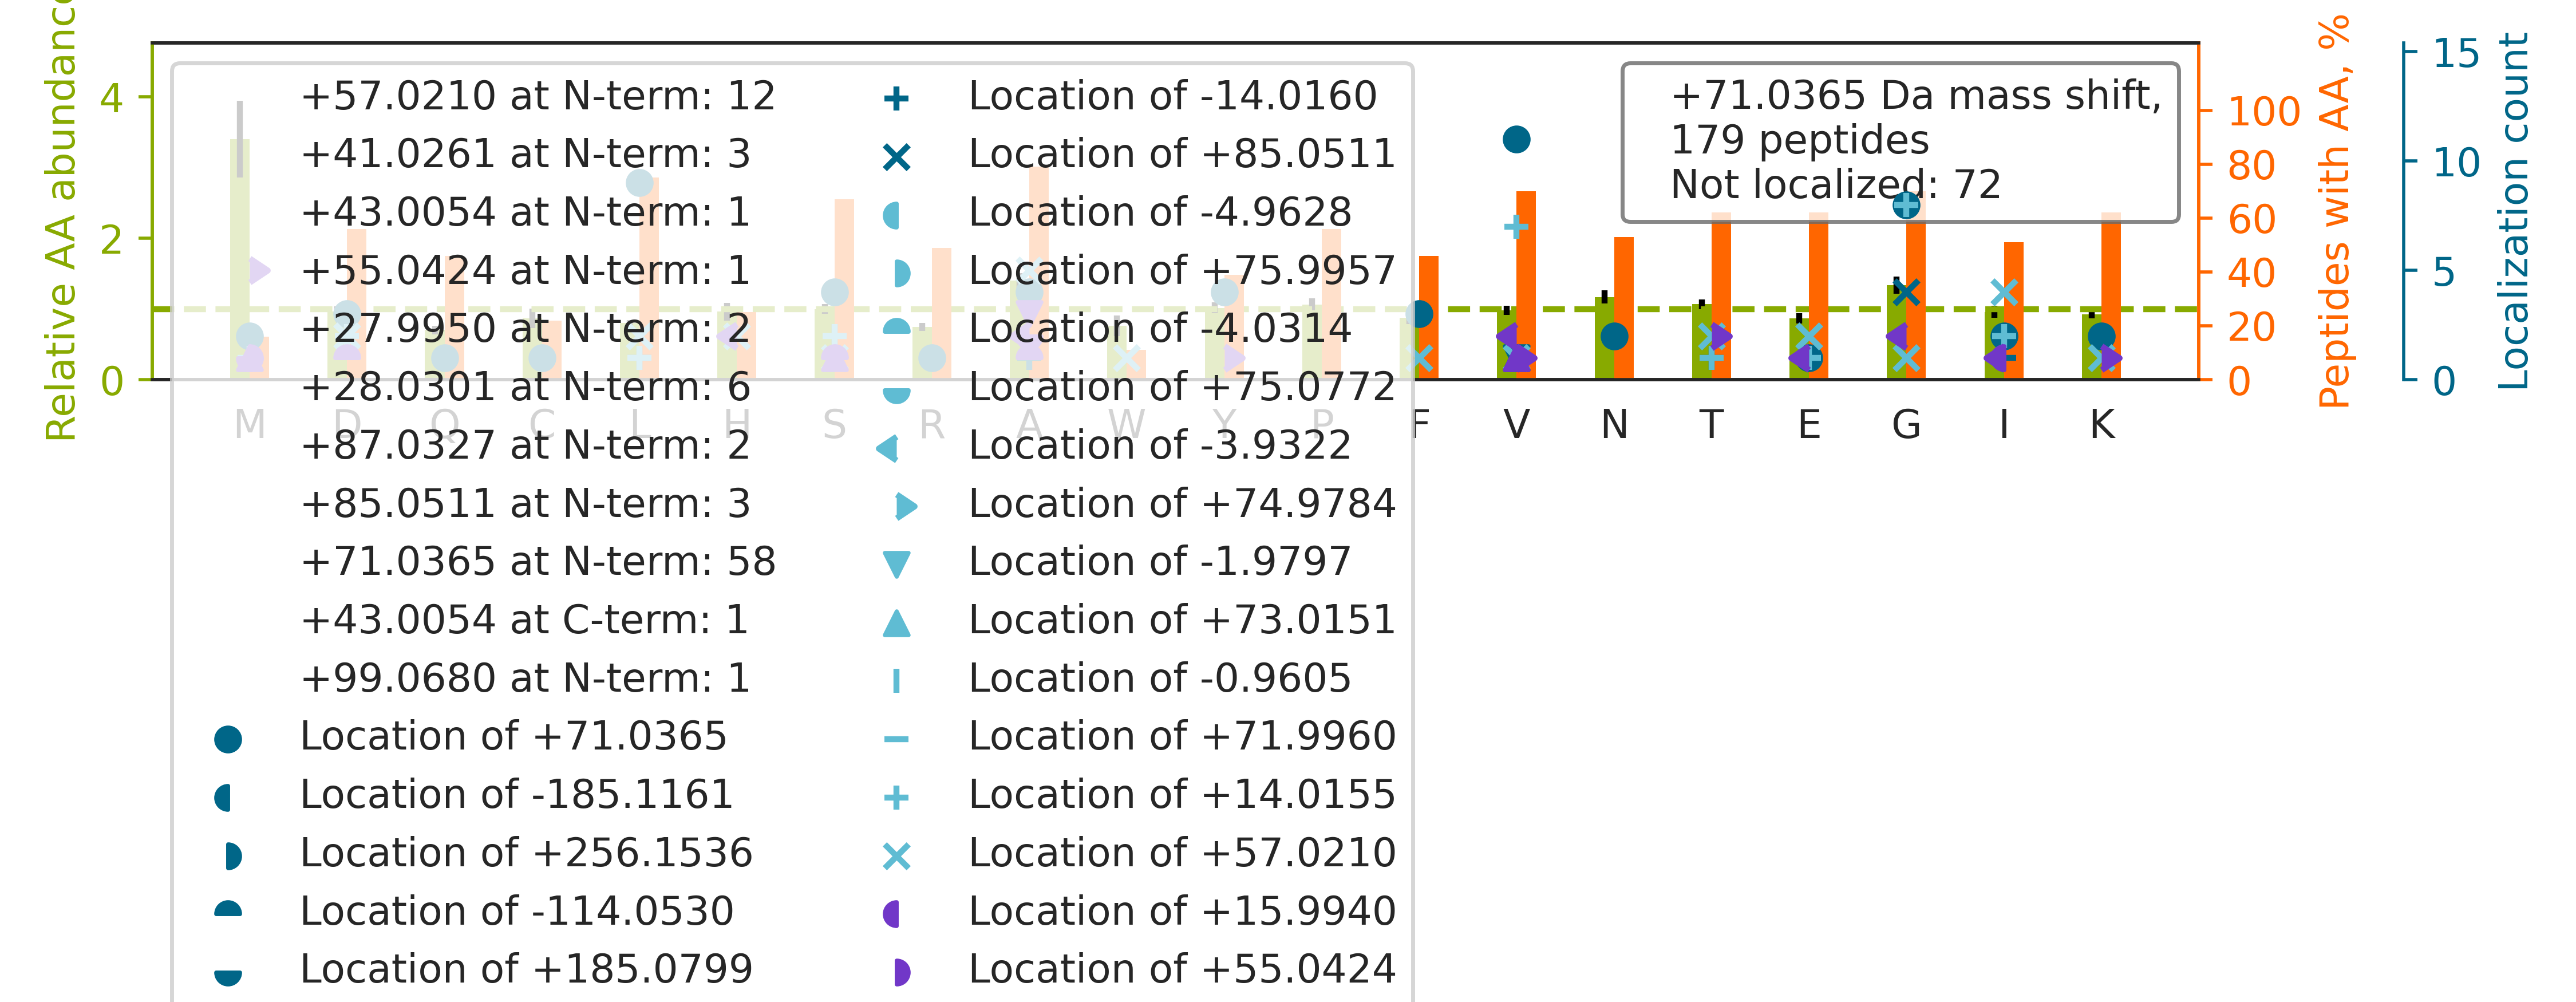 Relative AA abundance
4
2
0
+57.0210 at N-term: 12
+41.0261 at N-term: 3
+43.0054 at N-term: 1
+55.0424 at N-term: 1
+27.9950 at N-term: 2
+28.0301 at N-term: 6
+87.0327 at N-term: 2
+85.0511 at N-term: 3
+71.0365 at N-term: 58
+43.0054 at C-term: 1
+99.0680 at N-term: 1
Location of +71.0365
Location of -185.1161
Location of +256.1536
Location of -114.0530
Location of +185.0799
Location of -14.0160
Location of +85.0511
Location of -4.9628
Location of +75.9957
Location of -4.0314
Location of +75.0772
Location of -3.9322
Location of +74.9784
Location of -1.9797
Location of +73.0151
Location of -0.9605
Location of +71.9960
Location of +14.0155
Location of +57.0210
Location of +15.9940
Location of +55.0424
+71.0365 Da mass shift,
179 peptides
Not localized: 72
M D Q C L H S R A W Y P F V N T E G I K
100
80
60
40
20
0
Peptides with AA, %
15
10
5
0
Localization count